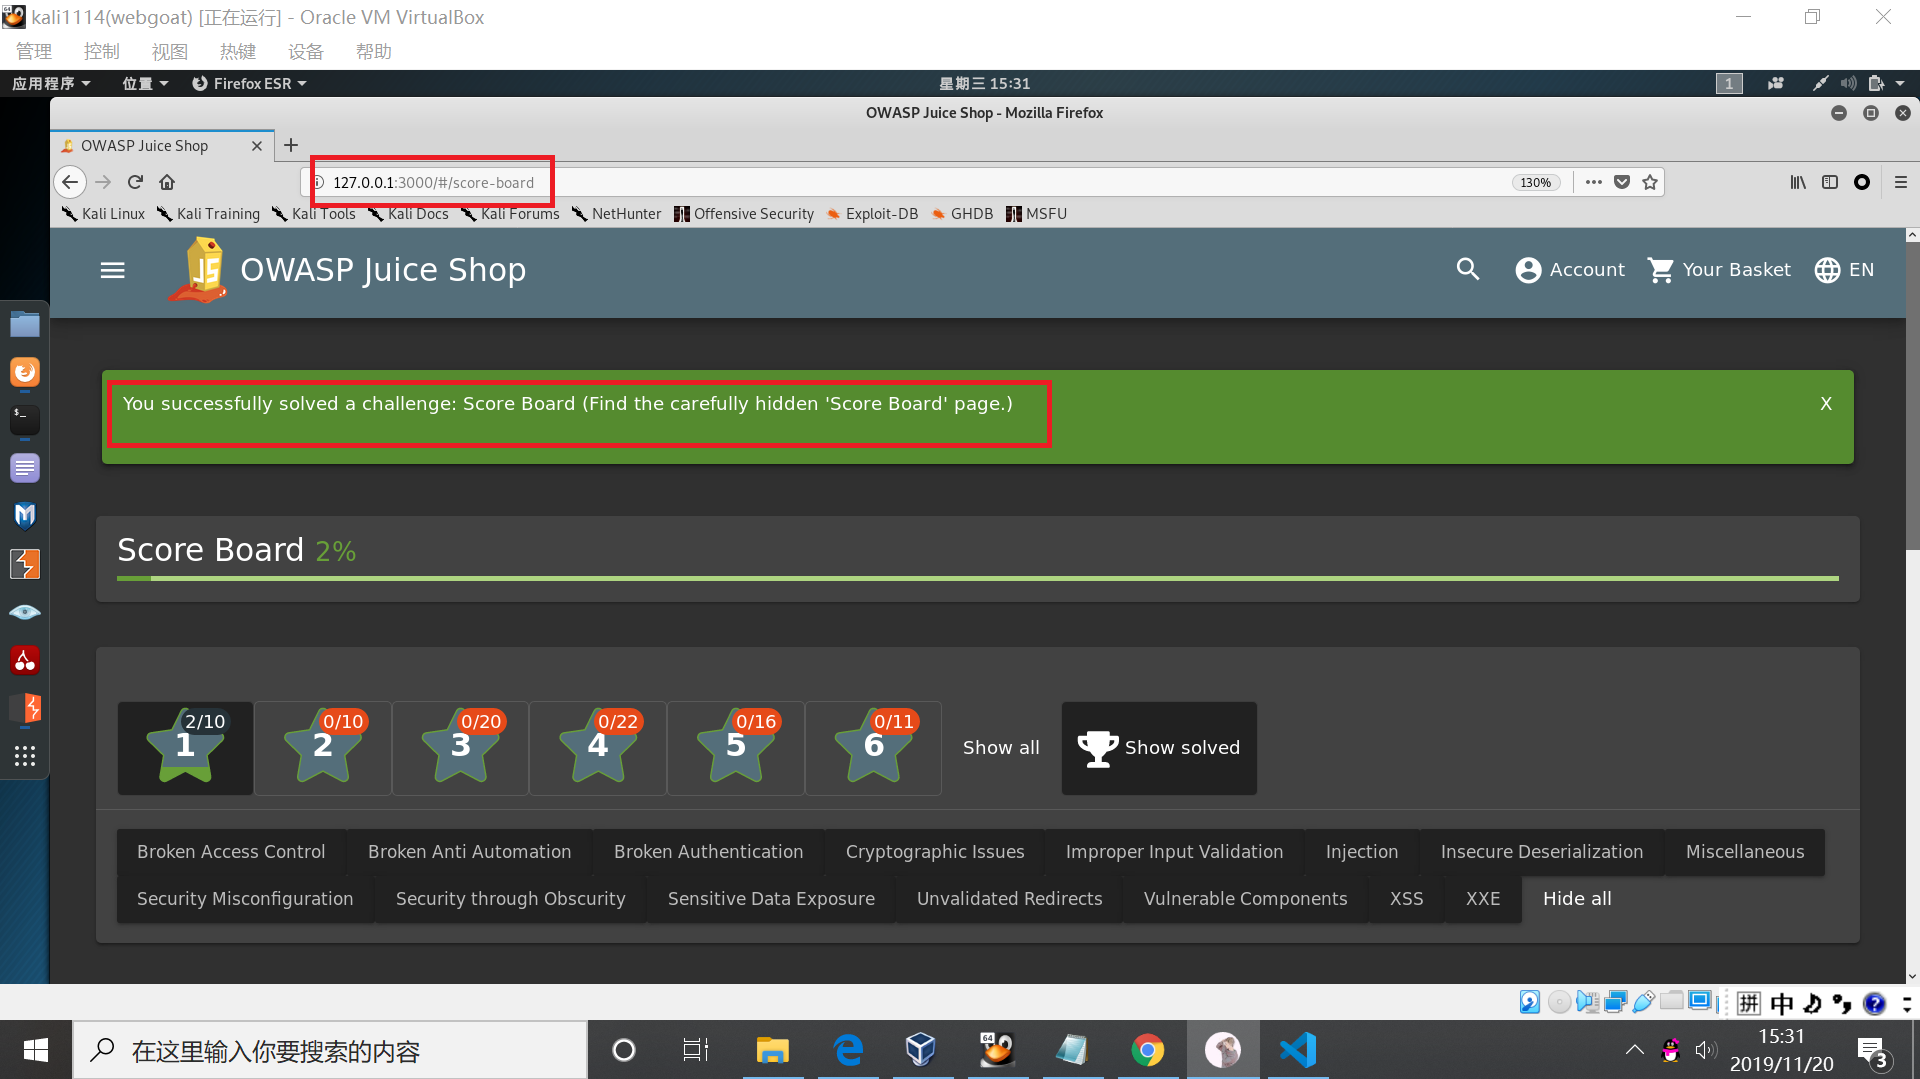 kali1114(webgoat) [正在运行] - Oracle VM VirtualBox
管理 控制 视图 热键 设备 帮助
应用程序 位置 Firefox ESR 星期三 15:31 1
OWASP Juice Shop - Mozilla Firefox
OWASP Juice Shop
127.0.0.1:3000/#/score-board 130%
Kali Linux Kali Training Kali Tools Kali Docs Kali Forums NetHunter Offensive Security Exploit-DB GHDB MSFU
OWASP Juice Shop Account Your Basket EN
You successfully solved a challenge: Score Board (Find the carefully hidden 'Score Board' page.) X
Score Board 2%
2/10 0/10 0/20 0/22 0/16 0/11
1 2 3 4 5 6 Show all Show solved
Broken Access Control Broken Anti Automation Broken Authentication Cryptographic Issues Improper Input Validation Injection Insecure Deserialization Miscellaneous
Security Misconfiguration Security through Obscurity Sensitive Data Exposure Unvalidated Redirects Vulnerable Components XSS XXE Hide all
拼 中
在这里输入你要搜索的内容
64
15:31
2019/11/20
3